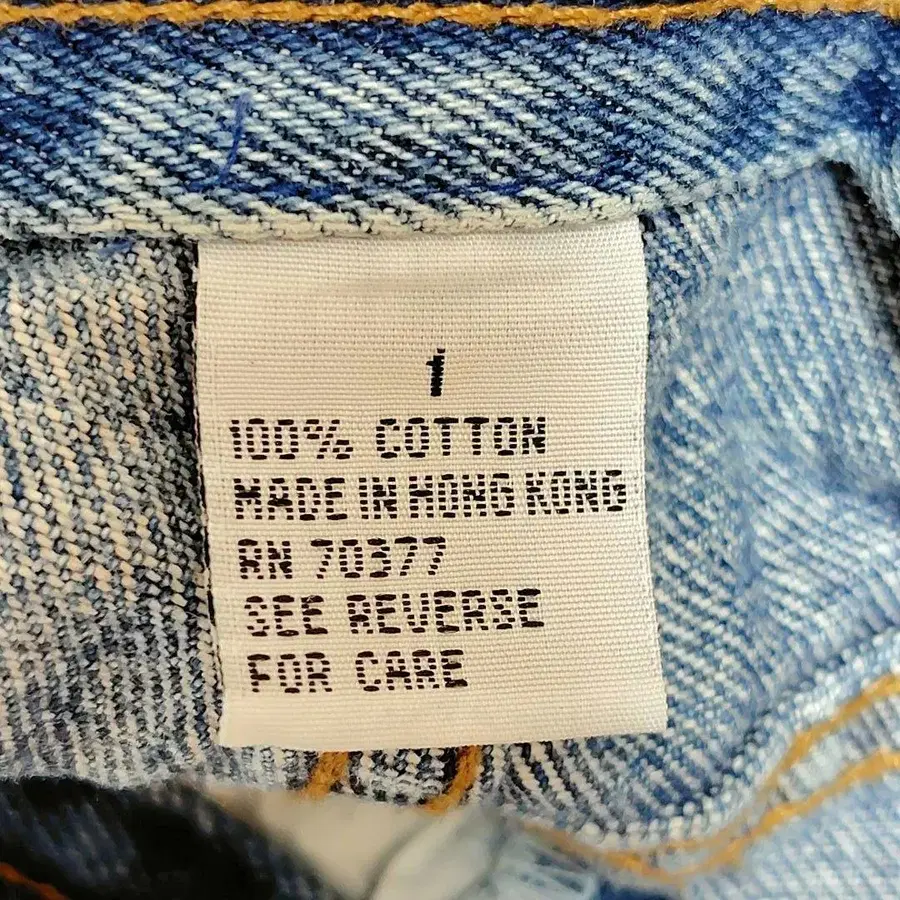 1
100% COTTON
MADE IN HONG KONG
RN 70377
SEE REVERSE
FOR CARE